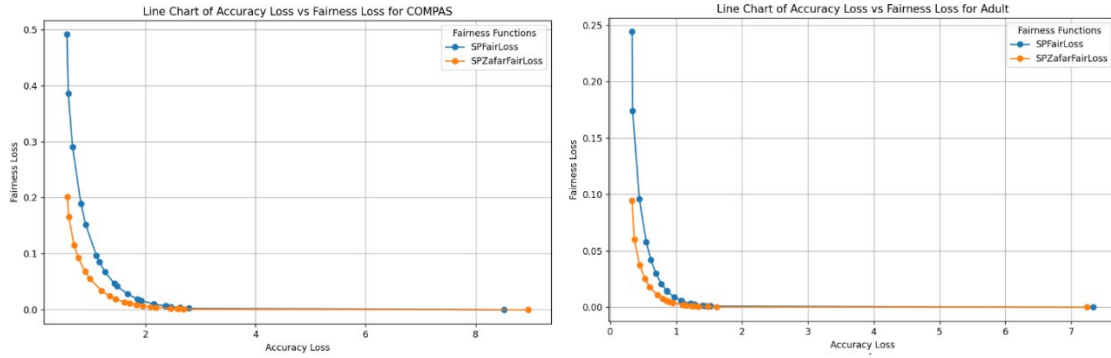 Line Chart of Accuracy Loss vs Fairness Loss for COMPAS
Fairness Functions
SPFairLoss
SPZafarFairLoss
0.5
0.4
0.3
0.2
0.1
0.0
Fairness Loss
2
4
6
8
Accuracy Loss
Line Chart of Accuracy Loss vs Fairness Loss for Adult
Fairness Functions
SPFairLoss
SPZafarFairLoss
0.25
0.20
0.15
0.10
0.05
0.00
Fairness Loss
0
1
2
3
4
5
6
7
Accuracy Loss